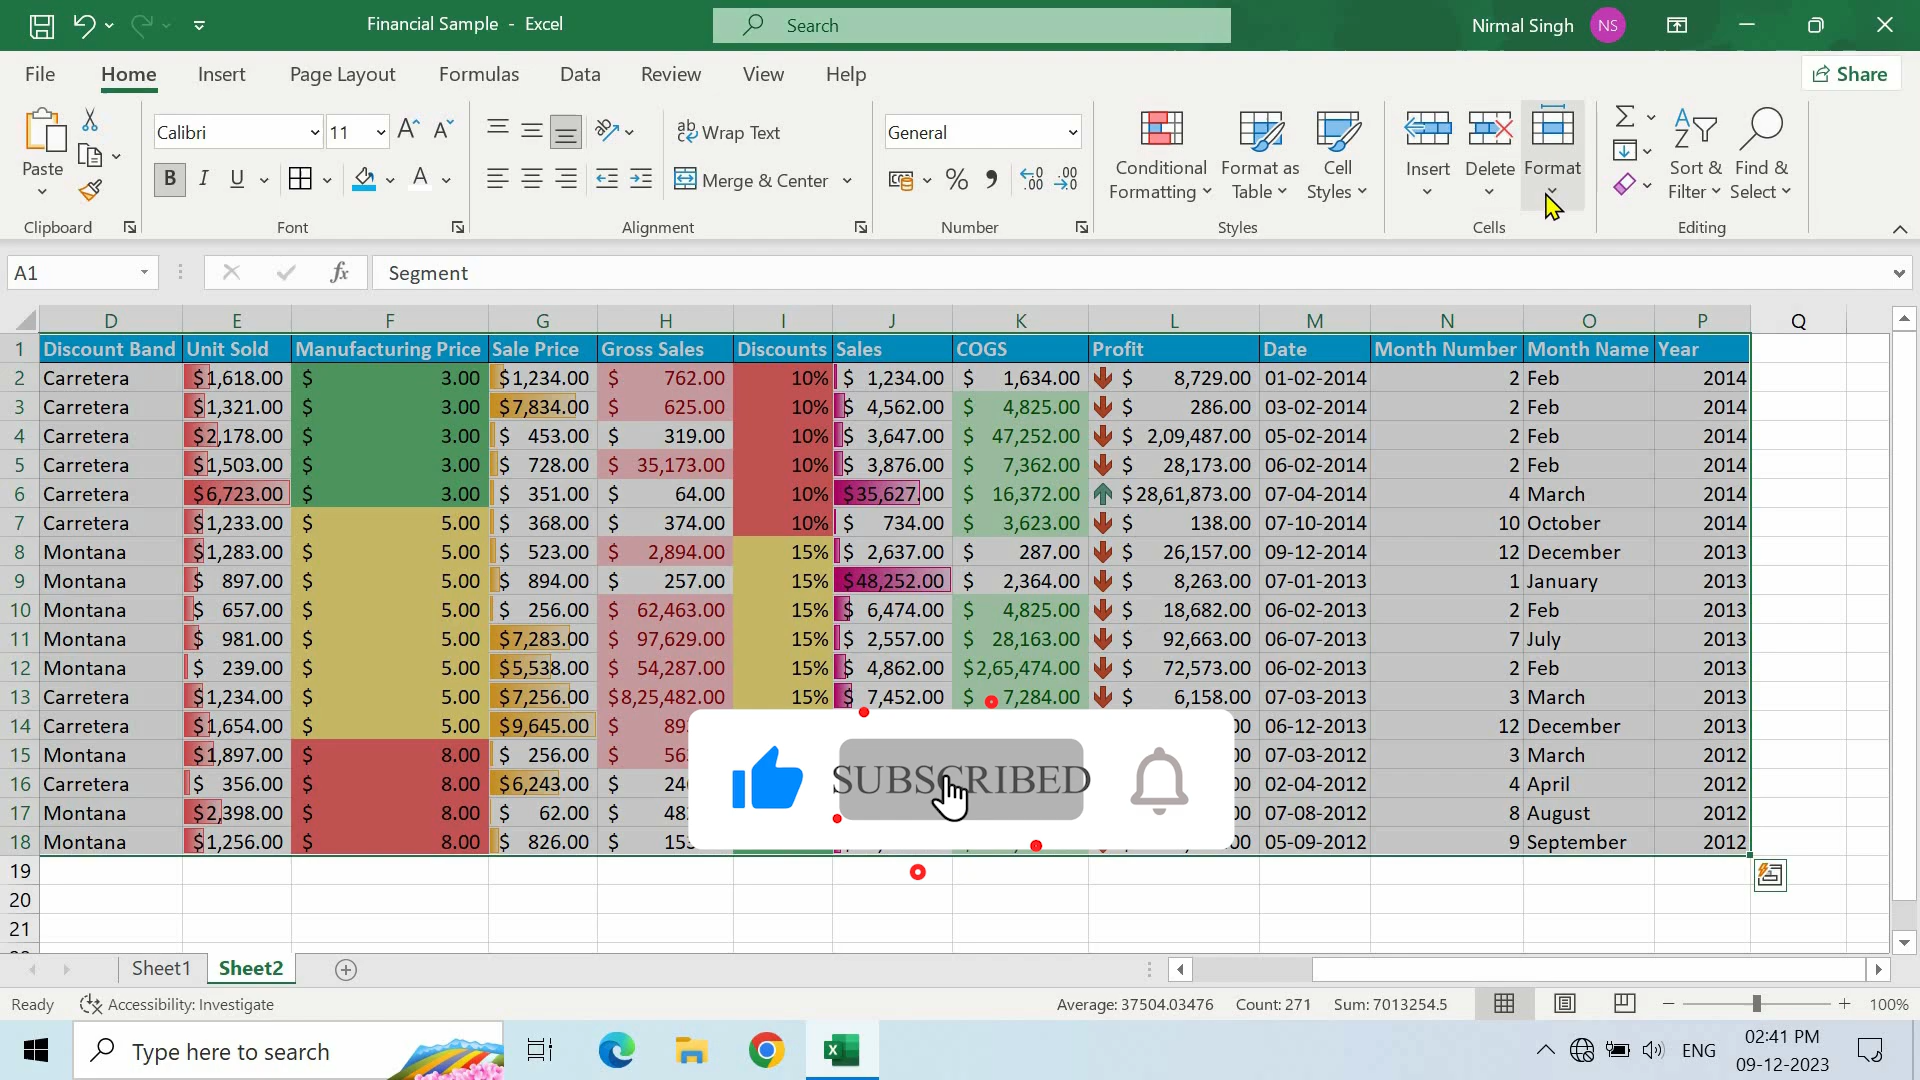 Financial Sample - Excel
Search
Nirmal Singh
NS
File Home Insert Page Layout Formulas Data Review View Help
Share
Paste
Calibri 11
B I U A
ab Wrap Text
Merge & Center
General
Conditional Formatting
Format as Table
Cell Styles
Insert
Delete
Format
Sort & Filter
Find & Select
Clipboard Font Alignment Number Styles Cells Editing
A1 fx Segment
D E F G H I J K L M N O P Q
1 Discount Band Unit Sold Manufacturing Price Sale Price Gross Sales Discounts Sales COGS Profit Date Month Number Month Name Year
2 Carretera $1,618.00 $ 3.00 $1,234.00 $ 762.00 10% $ 1,234.00 $ 1,634.00 $ 8,729.00 01-02-2014 2 Feb 2014
3 Carretera $1,321.00 $ 3.00 $7,834.00 $ 625.00 10% $ 4,562.00 $ 4,825.00 $ 286.00 03-02-2014 2 Feb 2014
4 Carretera $2,178.00 $ 3.00 $ 453.00 $ 319.00 10% $ 3,647.00 $ 47,252.00 $ 2,09,487.00 05-02-2014 2 Feb 2014
5 Carretera $1,503.00 $ 3.00 $ 728.00 $ 35,173.00 10% $ 3,876.00 $ 7,362.00 $ 28,173.00 06-02-2014 2 Feb 2014
6 Carretera $6,723.00 $ 3.00 $ 351.00 $ 64.00 10% $35,627.00 $ 16,372.00 $ 28,61,873.00 07-04-2014 4 March 2014
7 Carretera $1,233.00 $ 5.00 $ 368.00 $ 374.00 10% $ 734.00 $ 3,623.00 $ 138.00 07-10-2014 10 October 2014
8 Montana $1,283.00 $ 5.00 $ 523.00 $ 2,894.00 15% $ 2,637.00 $ 287.00 $ 26,157.00 09-12-2014 12 December 2013
9 Montana $ 897.00 $ 5.00 $ 894.00 $ 257.00 15% $48,252.00 $ 2,364.00 $ 8,263.00 07-01-2013 1 January 2013
10 Montana $ 657.00 $ 5.00 $ 256.00 $ 62,463.00 15% $ 6,474.00 $ 4,825.00 $ 18,682.00 06-02-2013 2 Feb 2013
11 Montana $ 981.00 $ 5.00 $7,283.00 $ 97,629.00 15% $ 2,557.00 $ 28,163.00 $ 92,663.00 06-07-2013 7 July 2013
12 Montana $ 239.00 $ 5.00 $5,538.00 $ 54,287.00 15% $ 4,862.00 $2,65,474.00 $ 72,573.00 06-02-2013 2 Feb 2013
13 Carretera $1,234.00 $ 5.00 $7,256.00 $8,25,482.00 15% $ 7,452.00 $ 7,284.00 $ 6,158.00 07-03-2013 3 March 2013
14 Carretera $1,654.00 $ 5.00 $9,645.00 $ 06-12-2013 12 December 2013
15 Montana $1,897.00 $ 8.00 $ 256.00 $ 07-03-2012 3 March 2012
16 Carretera $ 356.00 $ 8.00 $6,243.00 $ 02-04-2012 4 April 2012
17 Montana $2,398.00 $ 8.00 $ 62.00 $ 07-08-2012 8 August 2012
18 Montana $1,256.00 $ 8.00 $ 826.00 $ 05-09-2012 9 September 2012
SUBSCRIBED
19
20
21
Sheet1 Sheet2
Ready Accessibility: Investigate Average: 37504.03476 Count: 271 Sum: 7013254.5 100%
Type here to search
ENG
02:41 PM
09-12-2023